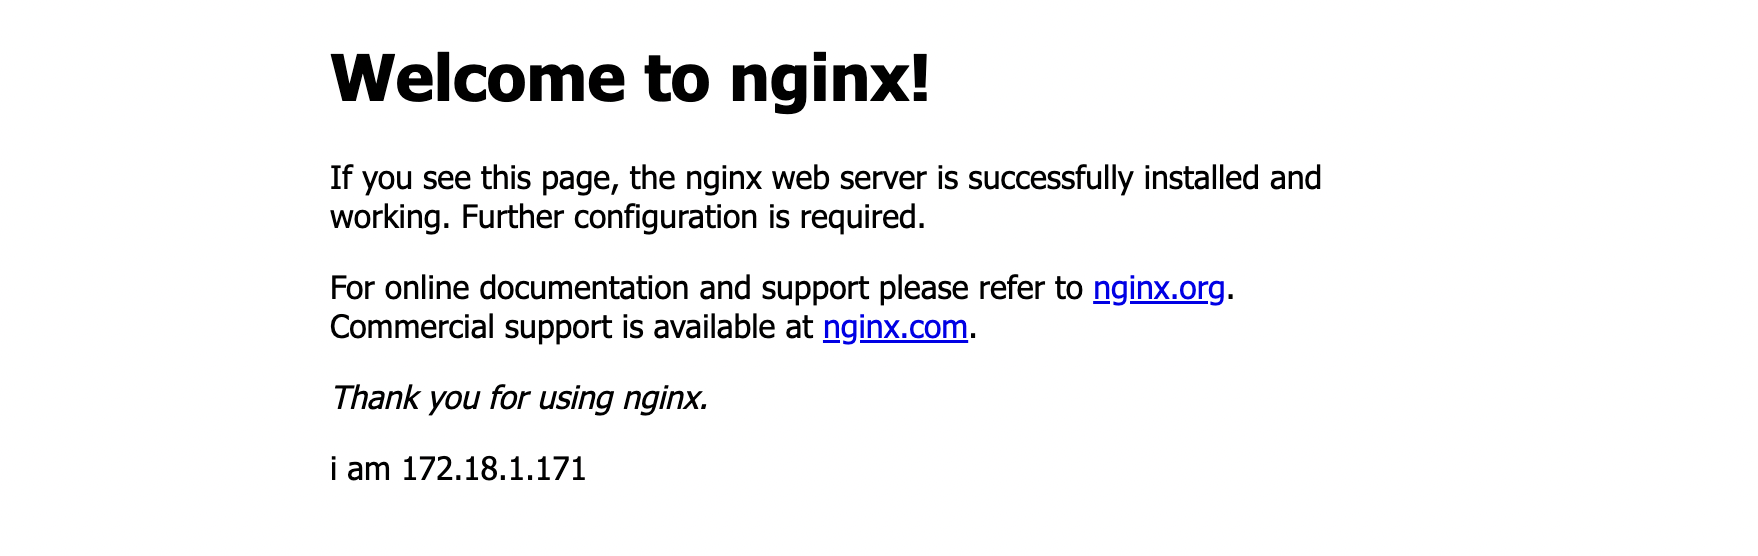 Welcome to nginx!
If you see this page, the nginx web server is successfully installed and
working. Further configuration is required.
For online documentation and support please refer to nginx.org.
Commercial support is available at nginx.com.
Thank you for using nginx.
i am 172.18.1.171